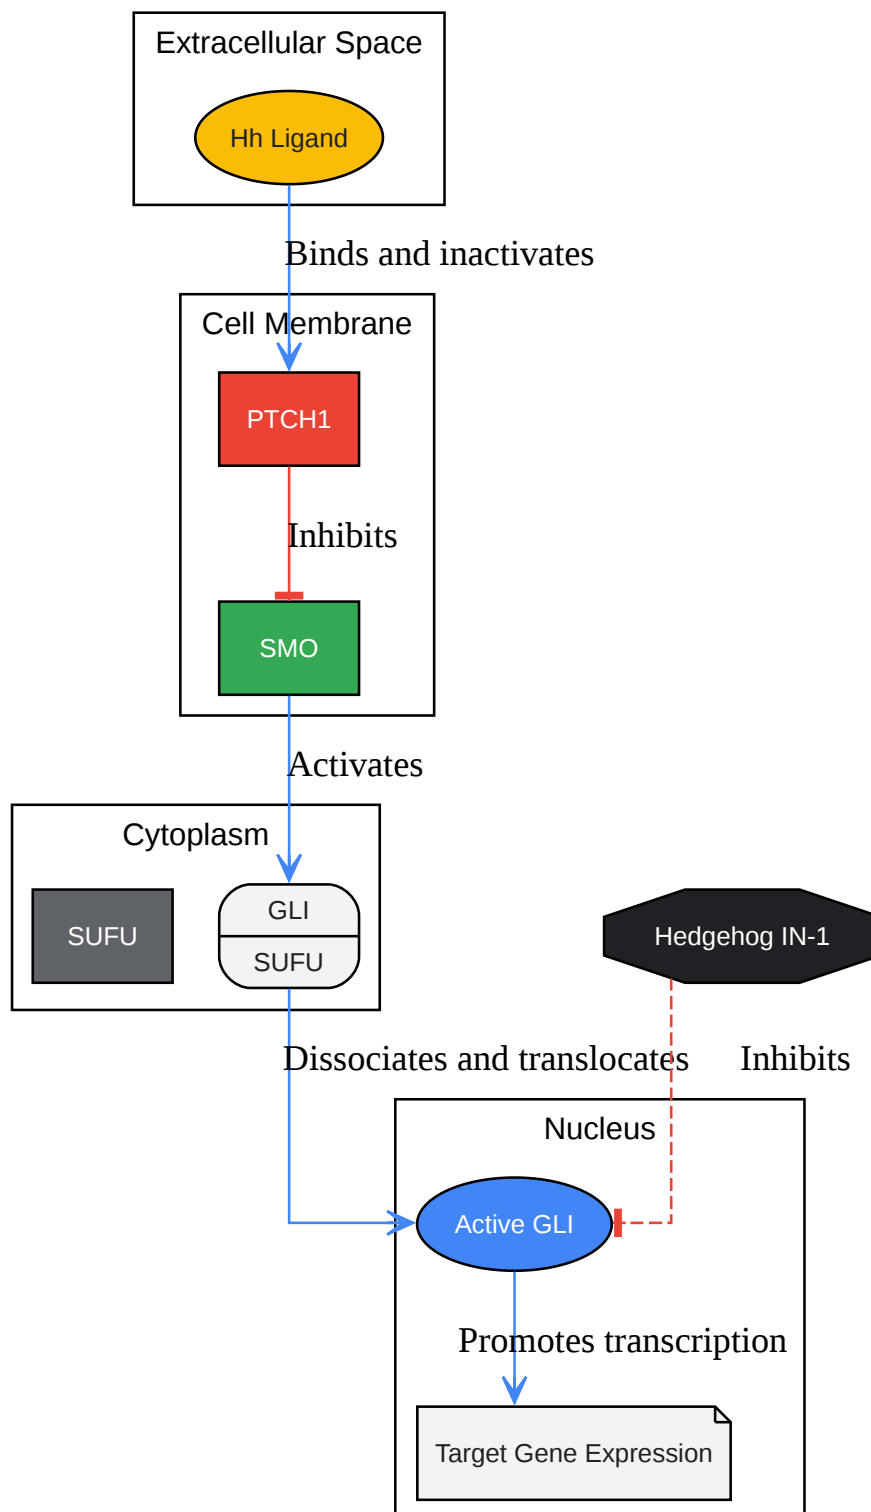 Extracellular Space
Hh Ligand
Binds and inactivates
Cell Membrane
PTCH1
Inhibits
SMO
Activates
Cytoplasm
SUFU
GLI
SUFU
Hedgehog IN-1
Dissociates and translocates
Inhibits
Nucleus
Active GLI
Promotes transcription
Target Gene Expression